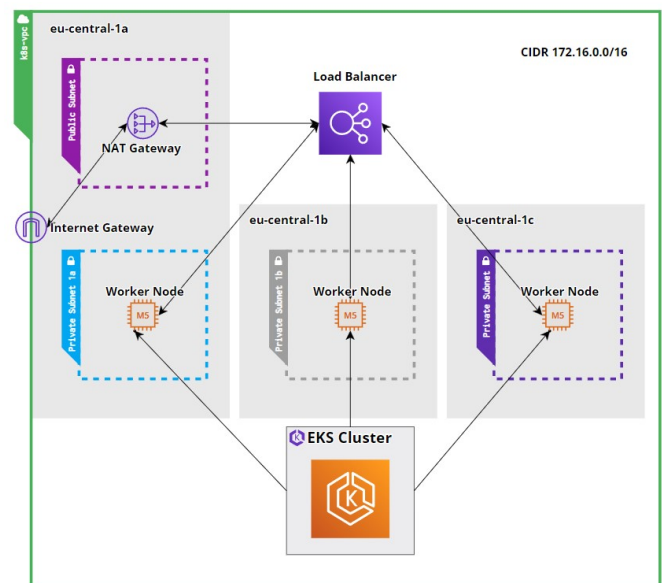 k8s-vpc
eu-central-1a
CIDR 172.16.0.0/16
Public Subnet
NAT Gateway
Load Balancer
Internet Gateway
eu-central-1b
eu-central-1c
Private Subnet 1a
Worker Node
M5
Private Subnet 1b
Worker Node
M5
Private Subnet 1c
Worker Node
M5
K EKS Cluster
K